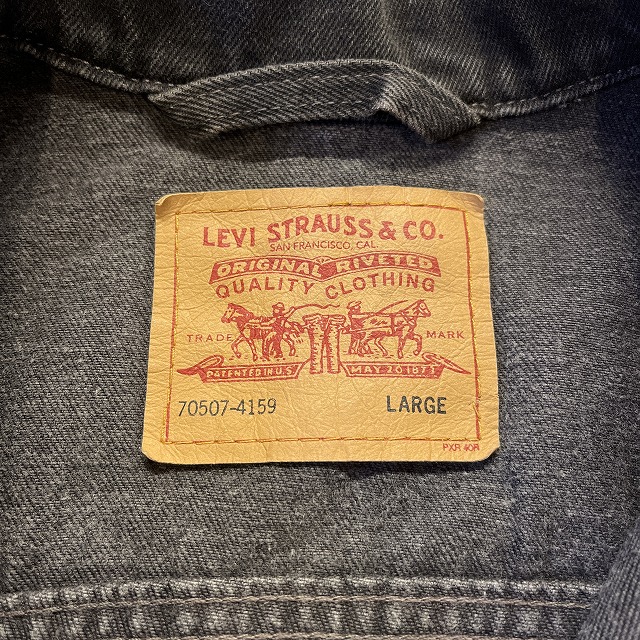 LEVI STRAUSS & CO.
SAN FRANCISCO, CAL.
ORIGINAL RIVETED
QUALITY CLOTHING
TRADE MARK
PATENTED IN U.S. MAY 20 1873
70507-4159 LARGE
PXR 40R